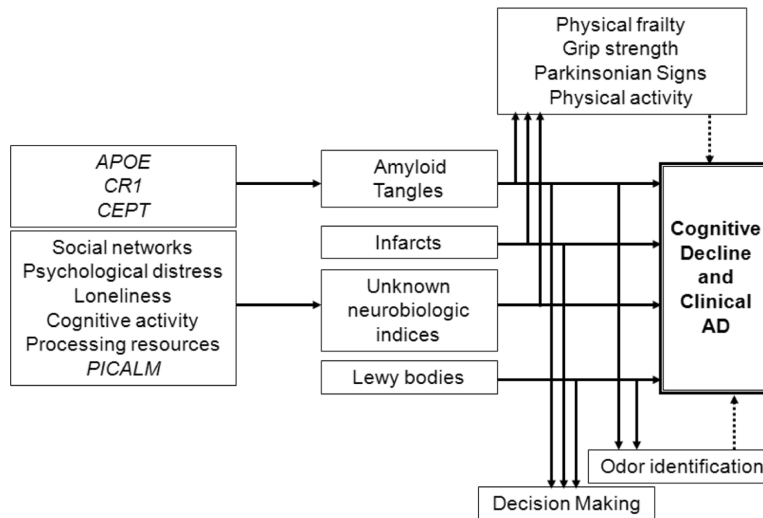 Physical frailty
Grip strength
Parkinsonian Signs
Physical activity
APOE
CR1
CEPT
Amyloid
Tangles
Social networks
Psychological distress
Loneliness
Cognitive activity
Processing resources
PICALM
Infarcts
Unknown
neurobiologic
indices
Lewy bodies
Cognitive
Decline
and
Clinical
AD
Odor identification
Decision Making